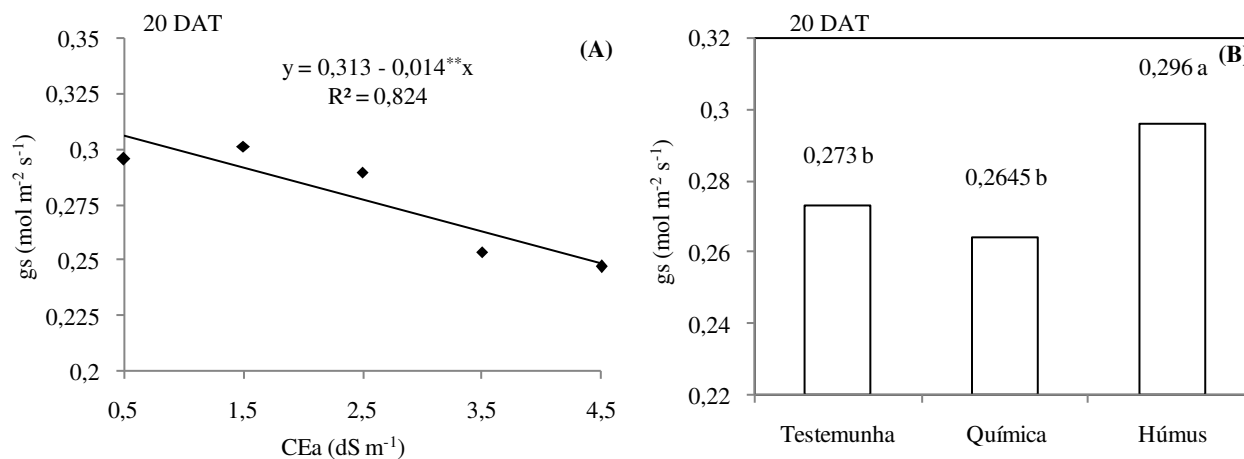 20 DAT
(A)
y = 0,313 - 0,014**x
R² = 0,824
0,35
0,325
0,3
0,275
0,25
0,225
0,2
gs (mol m-2 s-1)
0,5 1,5 2,5 3,5 4,5
CEa (dS m-1)
20 DAT
(B)
0,32
0,3
0,28
0,26
0,24
0,22
gs (mol m-2 s-1)
0,273 b
0,2645 b
0,296 a
Testemunha Química Húmus